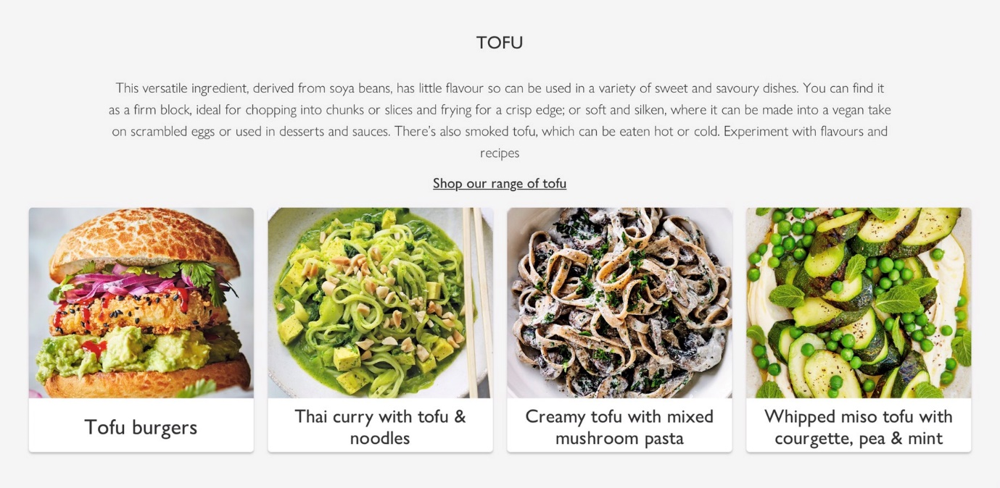 TOFU
This versatile ingredient, derived from soya beans, has little flavour so can be used in a variety of sweet and savoury dishes. You can find it
as a firm block, ideal for chopping into chunks or slices and frying for a crisp edge; or soft and silken, where it can be made into a vegan take
on scrambled eggs or used in desserts and sauces. There’s also smoked tofu, which can be eaten hot or cold. Experiment with flavours and
recipes
Shop our range of tofu
Tofu burgers
Thai curry with tofu &
noodles
Creamy tofu with mixed
mushroom pasta
Whipped miso tofu with
courgette, pea & mint